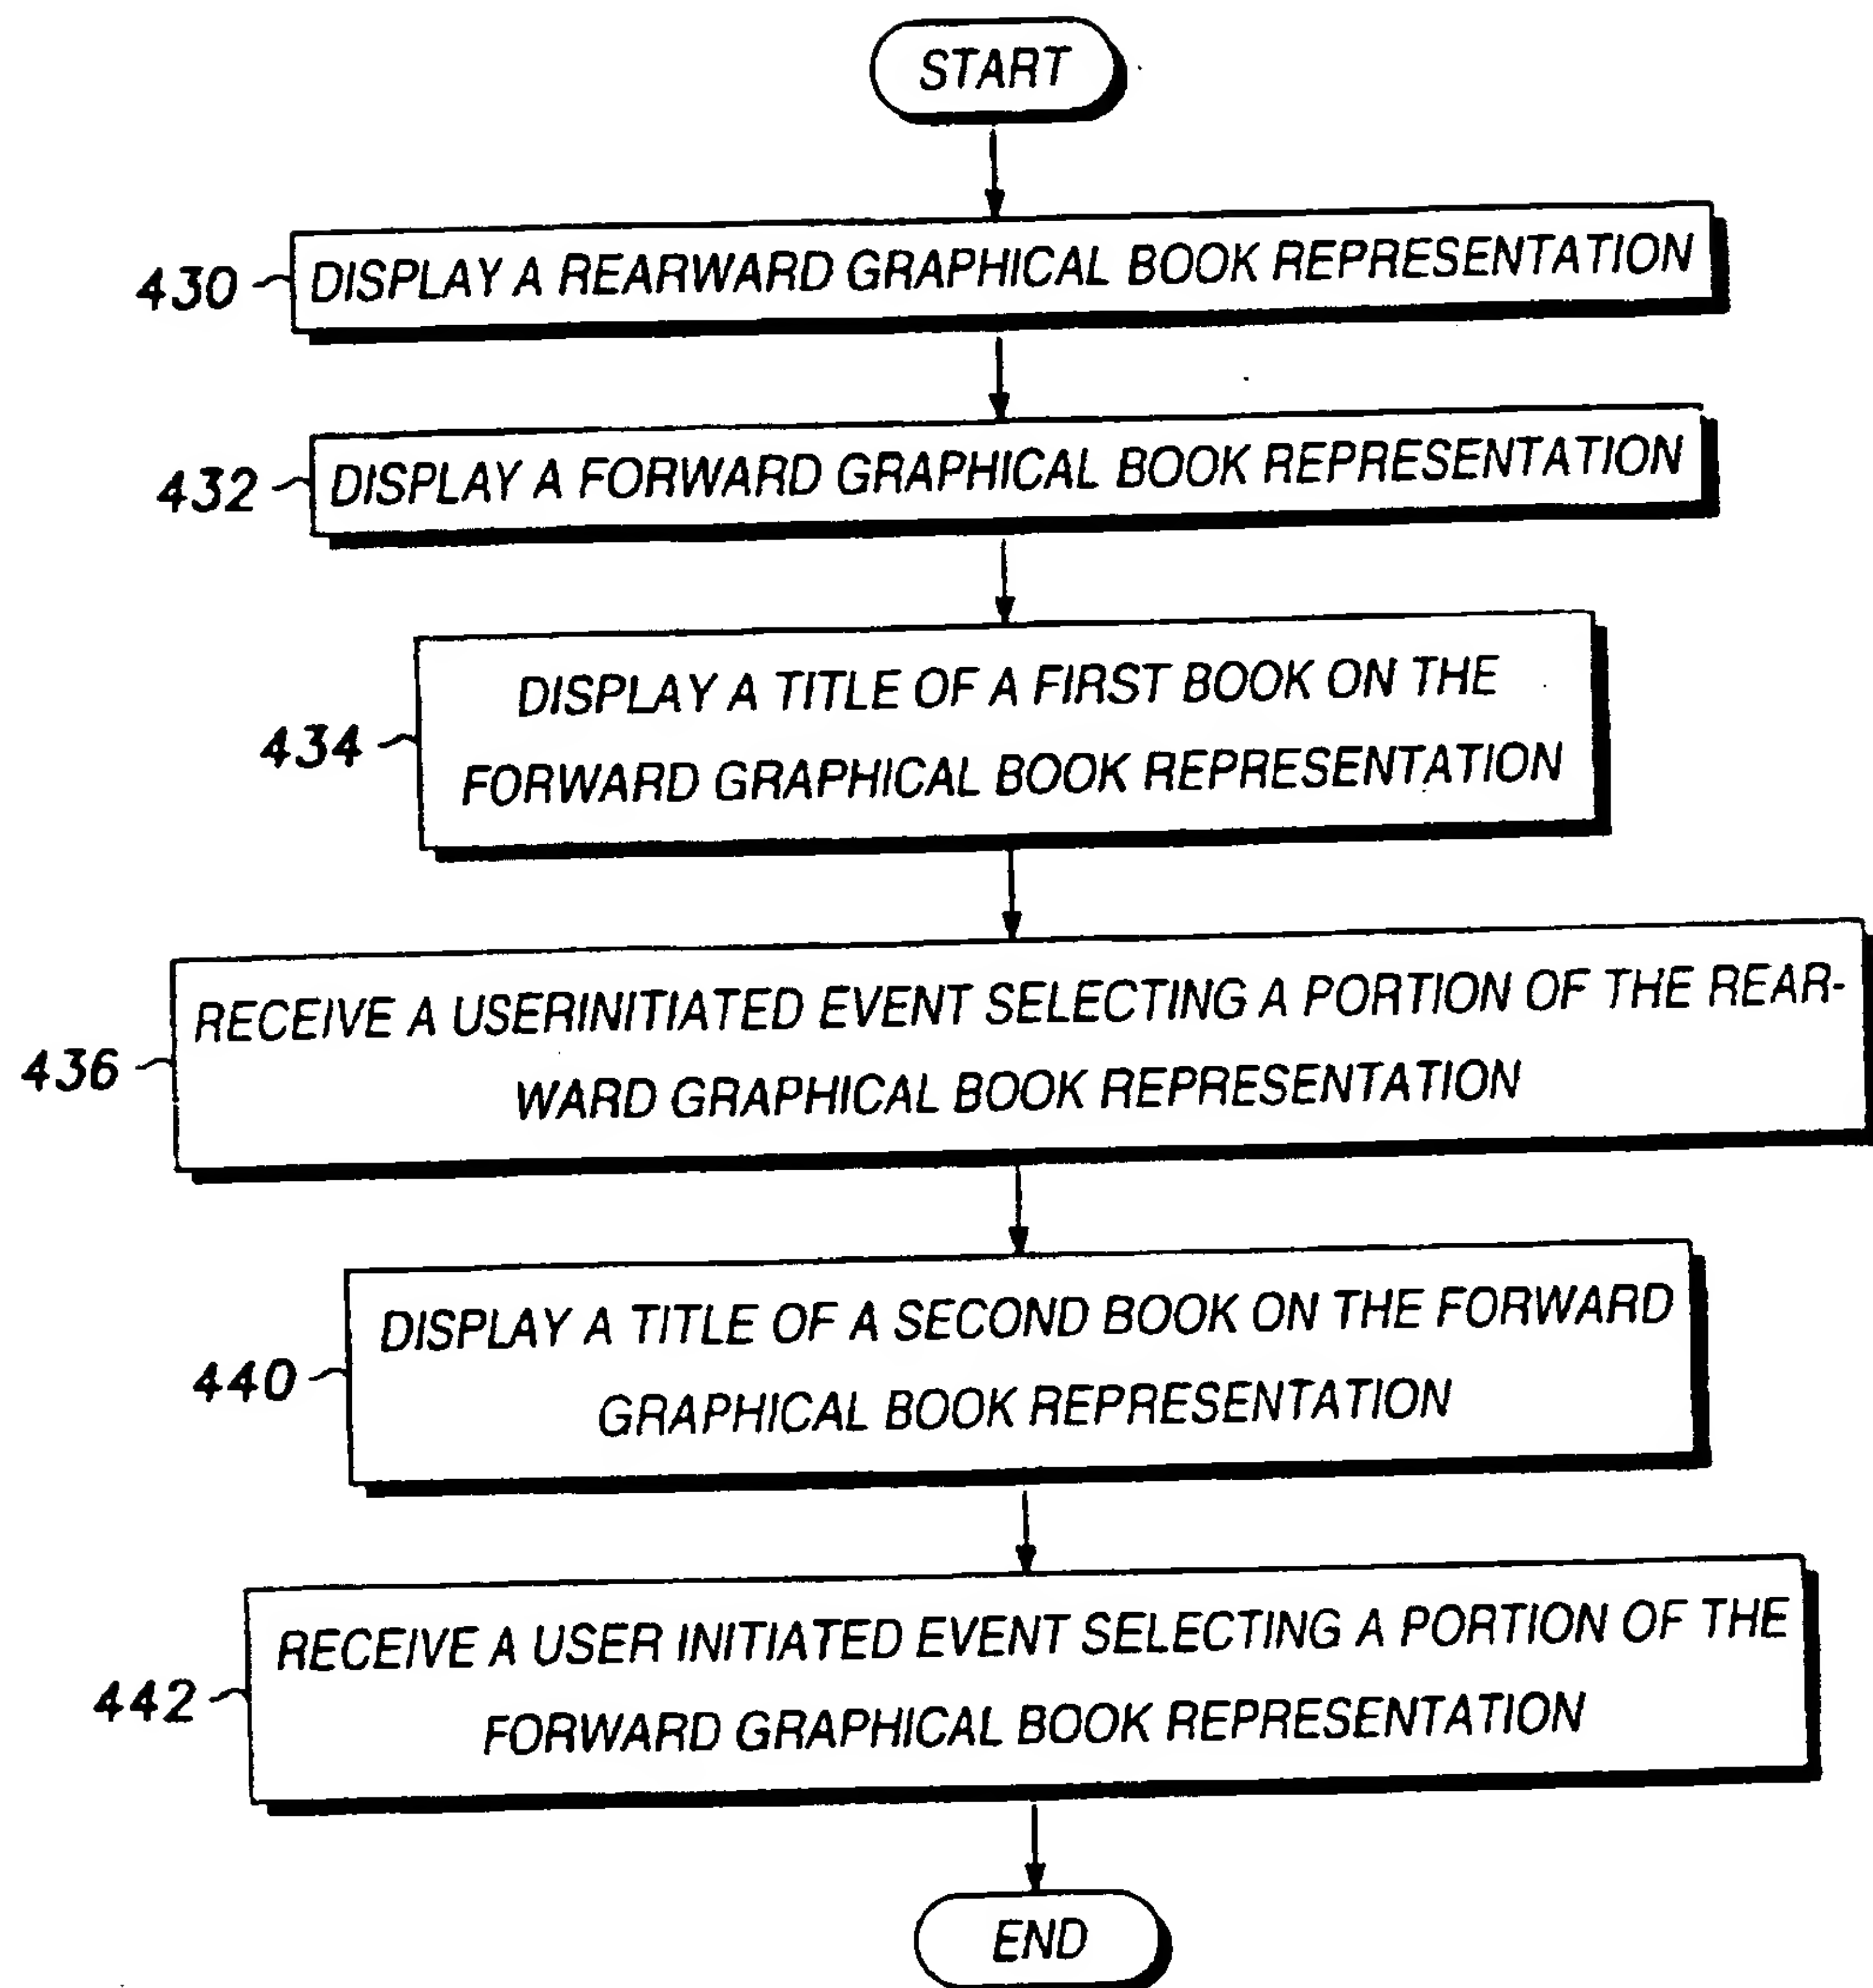 START
430 DISPLAY A REARWARD GRAPHICAL BOOK REPRESENTATION
432 DISPLAY A FORWARD GRAPHICAL BOOK REPRESENTATION
DISPLAY A TITLE OF A FIRST BOOK ON THE
434
FORWARD GRAPHICAL BOOK REPRESENTATION
RECEIVE A USERINITIATED EVENT SELECTING A PORTION OF THE REAR-
436
WARD GRAPHICAL BOOK REPRESENTATION
DISPLAY A TITLE OF A SECOND BOOK ON THE FORWARD
440
GRAPHICAL BOOK REPRESENTATION
RECEIVE A USER INITIATED EVENT SELECTING A PORTION OF THE
442
FORWARD GRAPHICAL BOOK REPRESENTATION
END